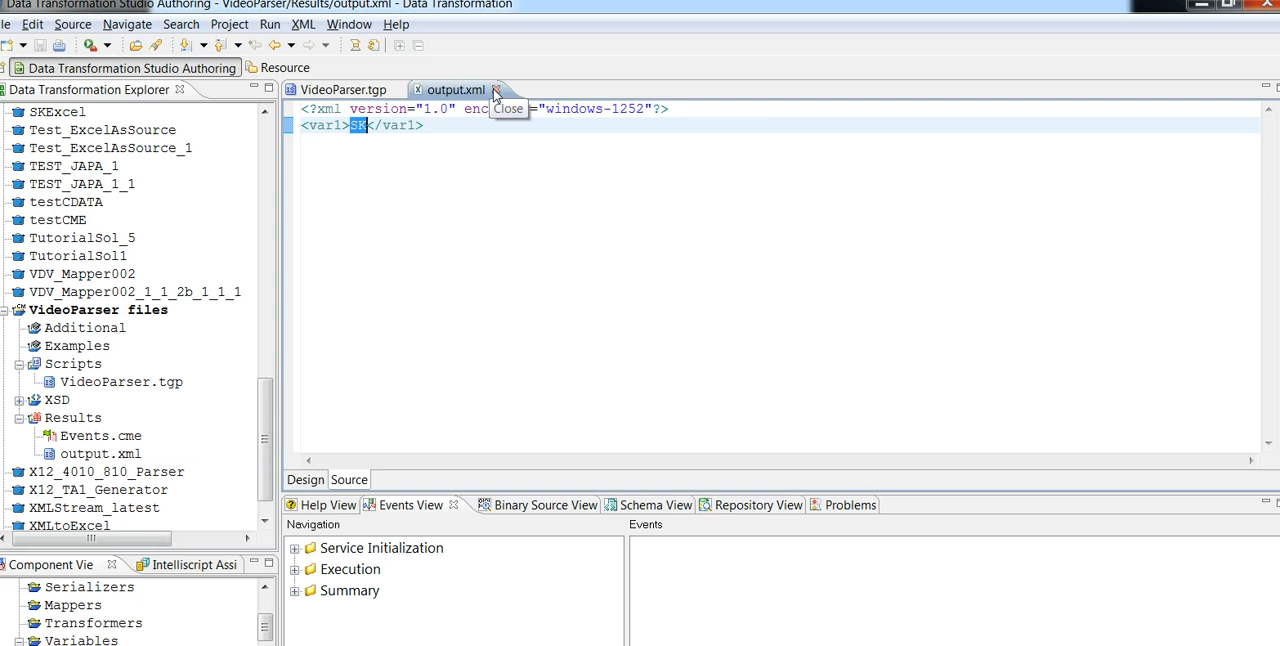 Data Transformation Studio Authoring - VideoParser/Results/output.xml - Data Transformation
le Edit Source Navigate Search Project Run XML Window Help
Data Transformation Studio Authoring Resource
Data Transformation Explorer
VideoParser.tgp output.xml
SKExcel
Test_ExcelAsSource
Test_ExcelAsSource_1
TEST_JAPA_1
TEST_JAPA_1_1
testCDATA
testCME
TutorialSol_5
TutorialSol1
VDV_Mapper002
VDV_Mapper002_1_1_2b_1_1_1
VideoParser files
Additional
Examples
Scripts
VideoParser.tgp
XSD
Results
Events.cme
output.xml
X12_4010_810_Parser
X12_TA1_Generator
XMLStream_latest
XMLtoExcel
<?xml version="1.0" enc ="windows-1252"?>
Close
<var1>SK</var1>
Design Source
Component Vie Intelliscript Assi
Serializers
Mappers
Transformers
Variables
Help View Events View Binary Source View Schema View Repository View Problems
Navigation Events
Service Initialization
Execution
Summary